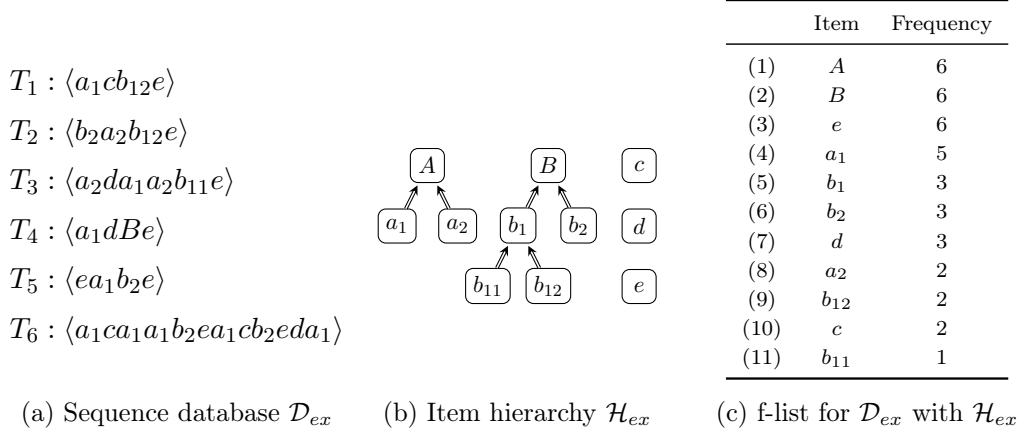 T₁ : ⟨a₁cb₁₂e⟩
T₂ : ⟨b₂a₂b₁₂e⟩
T₃ : ⟨a₂da₁a₂b₁₁e⟩
T₄ : ⟨a₁dBe⟩
T₅ : ⟨ea₁b₂e⟩
T₆ : ⟨a₁ca₁a₁b₂ea₁cb₂eda₁⟩
(a) Sequence database 𝒟ₑₓ
A B c
a₁ a₂ b₁ b₂ d
b₁₁ b₁₂ e
(b) Item hierarchy ℋₑₓ
Item Frequency
(1) A 6
(2) B 6
(3) e 6
(4) a₁ 5
(5) b₁ 3
(6) b₂ 3
(7) d 3
(8) a₂ 2
(9) b₁₂ 2
(10) c 2
(11) b₁₁ 1
(c) f-list for 𝒟ₑₓ with ℋₑₓ